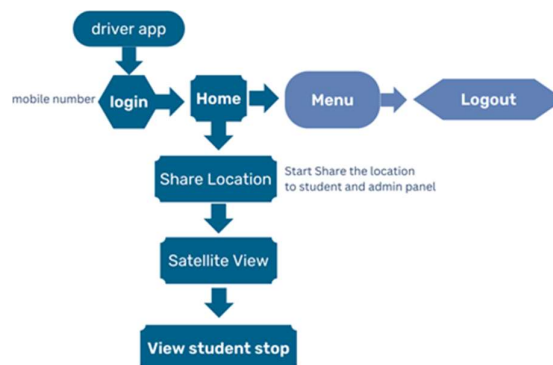 driver app
mobile number
login
Home
Menu
Logout
Share Location
Start Share the location
to student and admin panel
Satellite View
View student stop